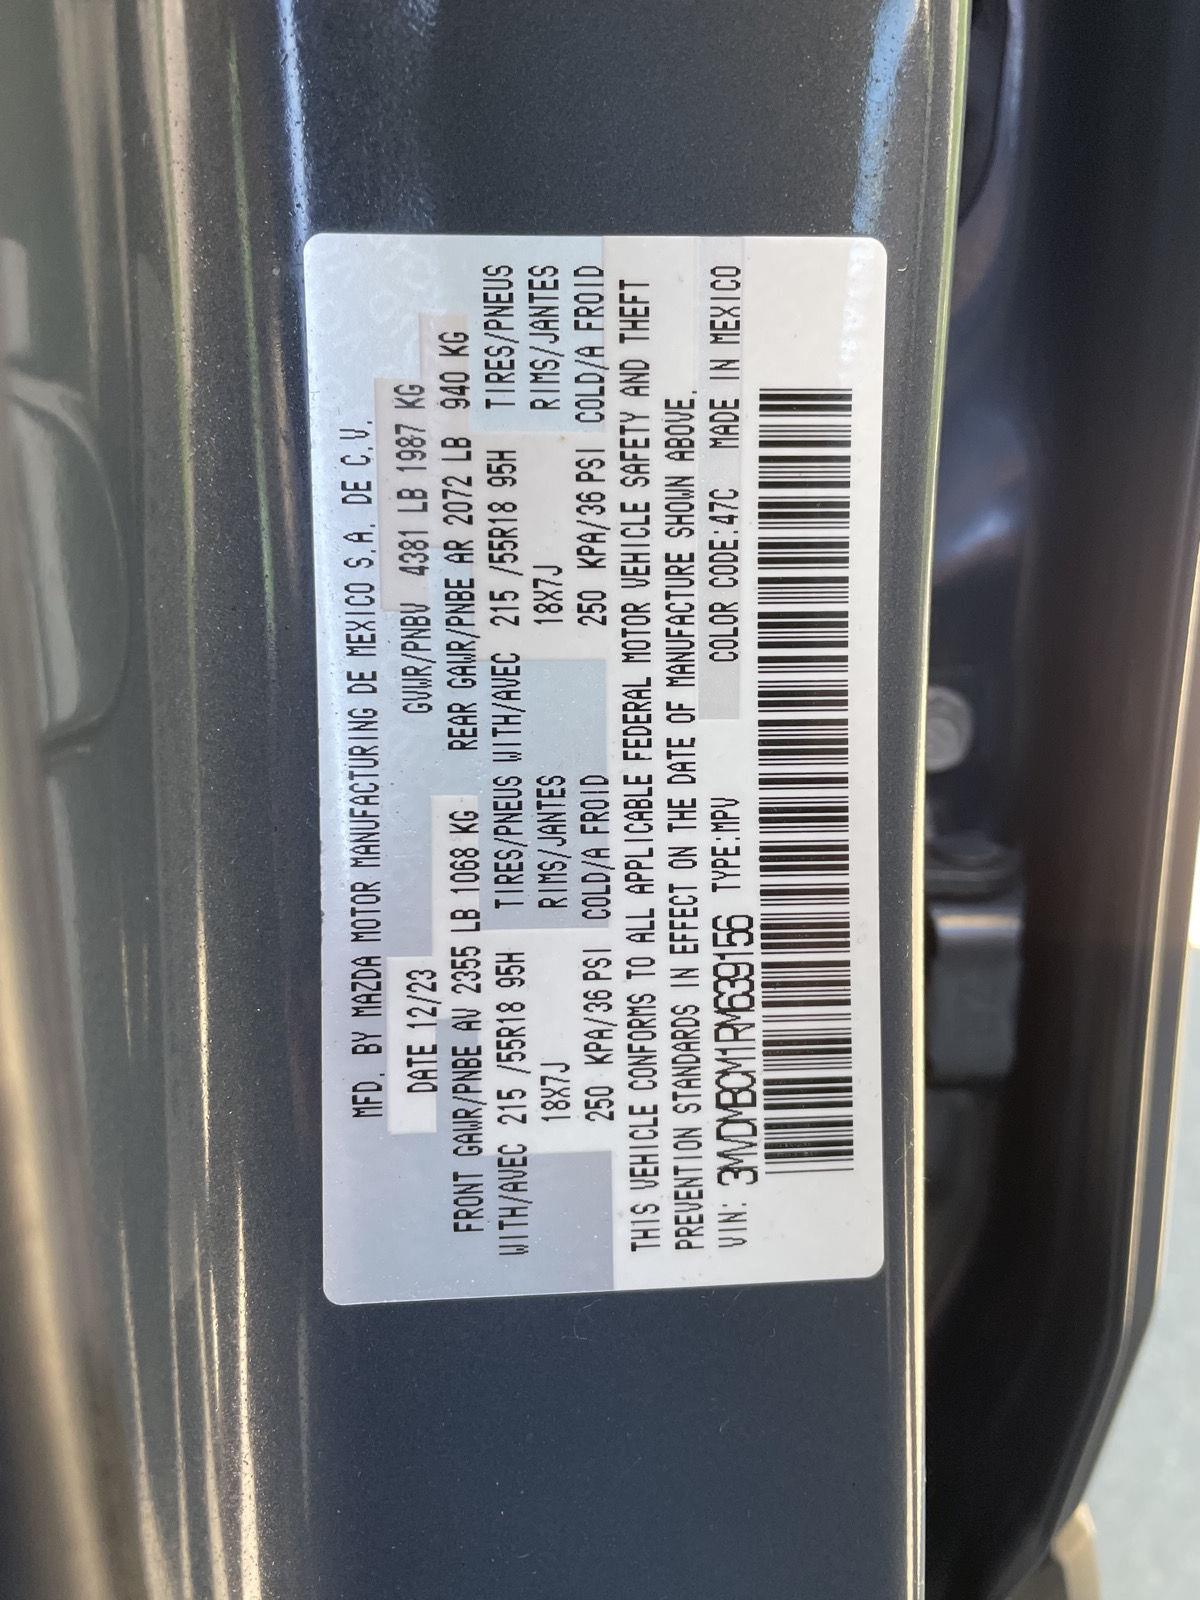 MFD. BY MAZDA MOTOR MANUFACTURING DE MEXICO S.A. DE C.V.
DATE 12/23 GVWR/PNBV 4381 LB 1987 KG
FRONT GAWR/PNBE AV 2355 LB 1068 KG REAR GAWR/PNBE AR 2072 LB 940 KG
WITH/AVEC 215 /55R18 95H TIRES/PNEUS WITH/AVEC 215 /55R18 95H TIRES/PNEUS
18X7J RIMS/JANTES 18X7J RIMS/JANTES
250 KPA/36 PSI COLD/A FROID 250 KPA/36 PSI COLD/A FROID
THIS VEHICLE CONFORMS TO ALL APPLICABLE FEDERAL MOTOR VEHICLE SAFETY AND THEFT
PREVENTION STANDARDS IN EFFECT ON THE DATE OF MANUFACTURE SHOWN ABOVE.
VIN: 3MVDMBCM1RM639156 TYPE:MPV COLOR CODE:47C MADE IN MEXICO